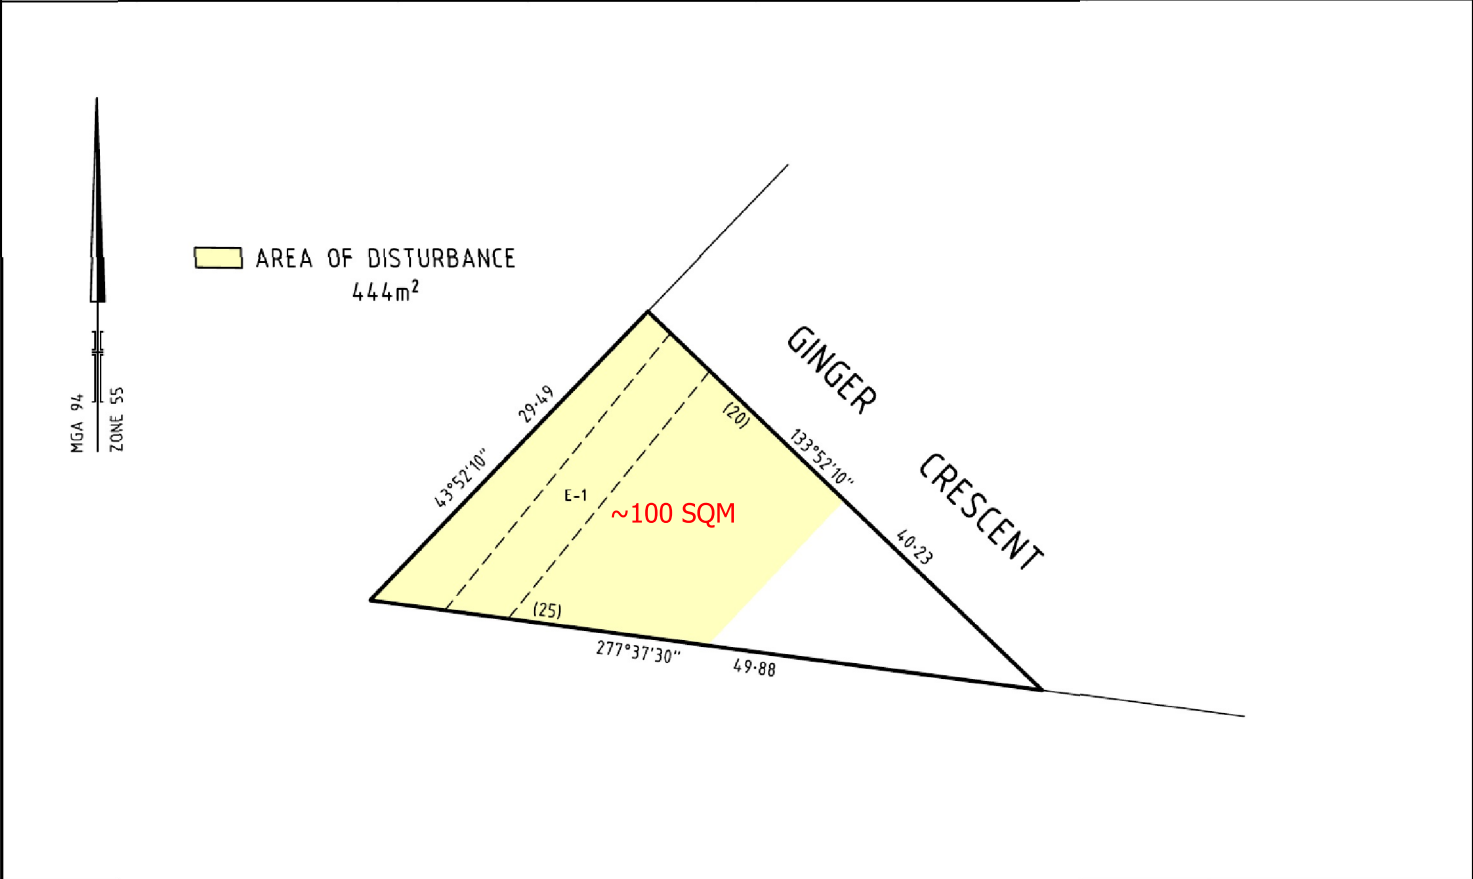 AREA OF DISTURBANCE
444m²
MGA 94
ZONE 55
GINGER
CRESCENT
29·49
43°52'10"
(20)
133°52'10"
40·23
E-1
~100 SQM
(25)
277°37'30"
49·88